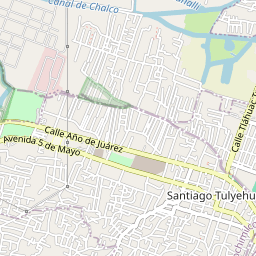 Canal de Chalco
Calle Tláhuac T
Calle Año de Juárez
Avenida 5 de Mayo
Santiago Tulyehu